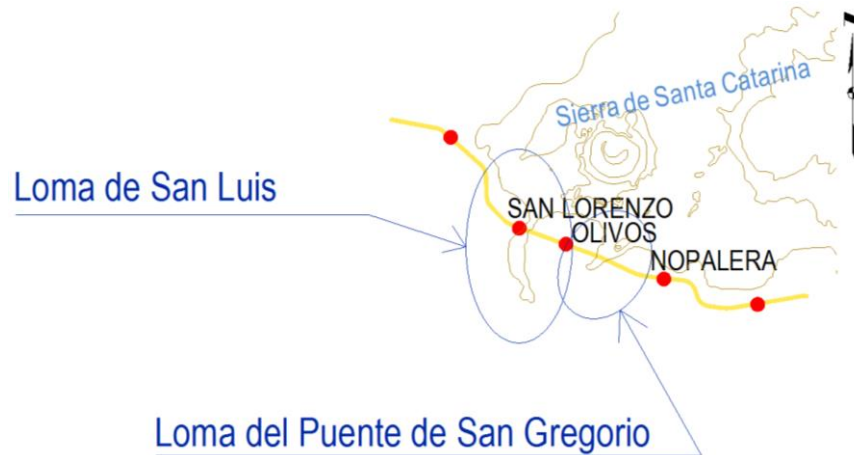 Sierra de Santa Catarina
Loma de San Luis
SAN LORENZO
OLIVOS
NOPALERA
Loma del Puente de San Gregorio